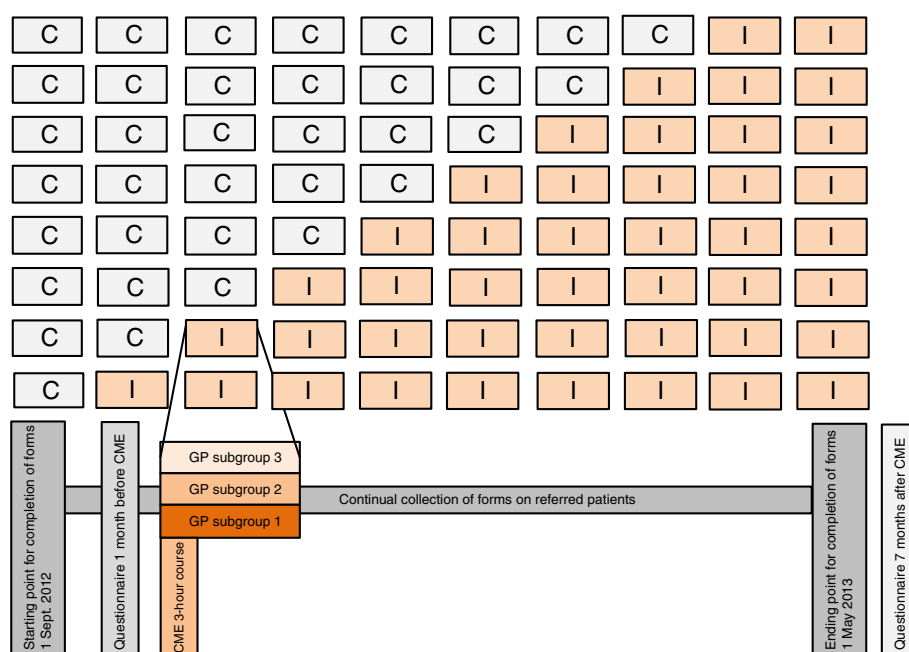 C C C C C C C C I I
C C C C C C C I I I
C C C C C C I I I I
C C C C C I I I I I
C C C C I I I I I I
C C C I I I I I I I
C C I I I I I I I I
C I I I I I I I I I
Starting point for completion of forms
1 Sept. 2012
Questionnaire 1 month before CME
GP subgroup 3
GP subgroup 2
GP subgroup 1
CME 3-hour course
Continual collection of forms on referred patients
Ending point for completion of forms
1 May 2013
Questionnaire 7 months after CME